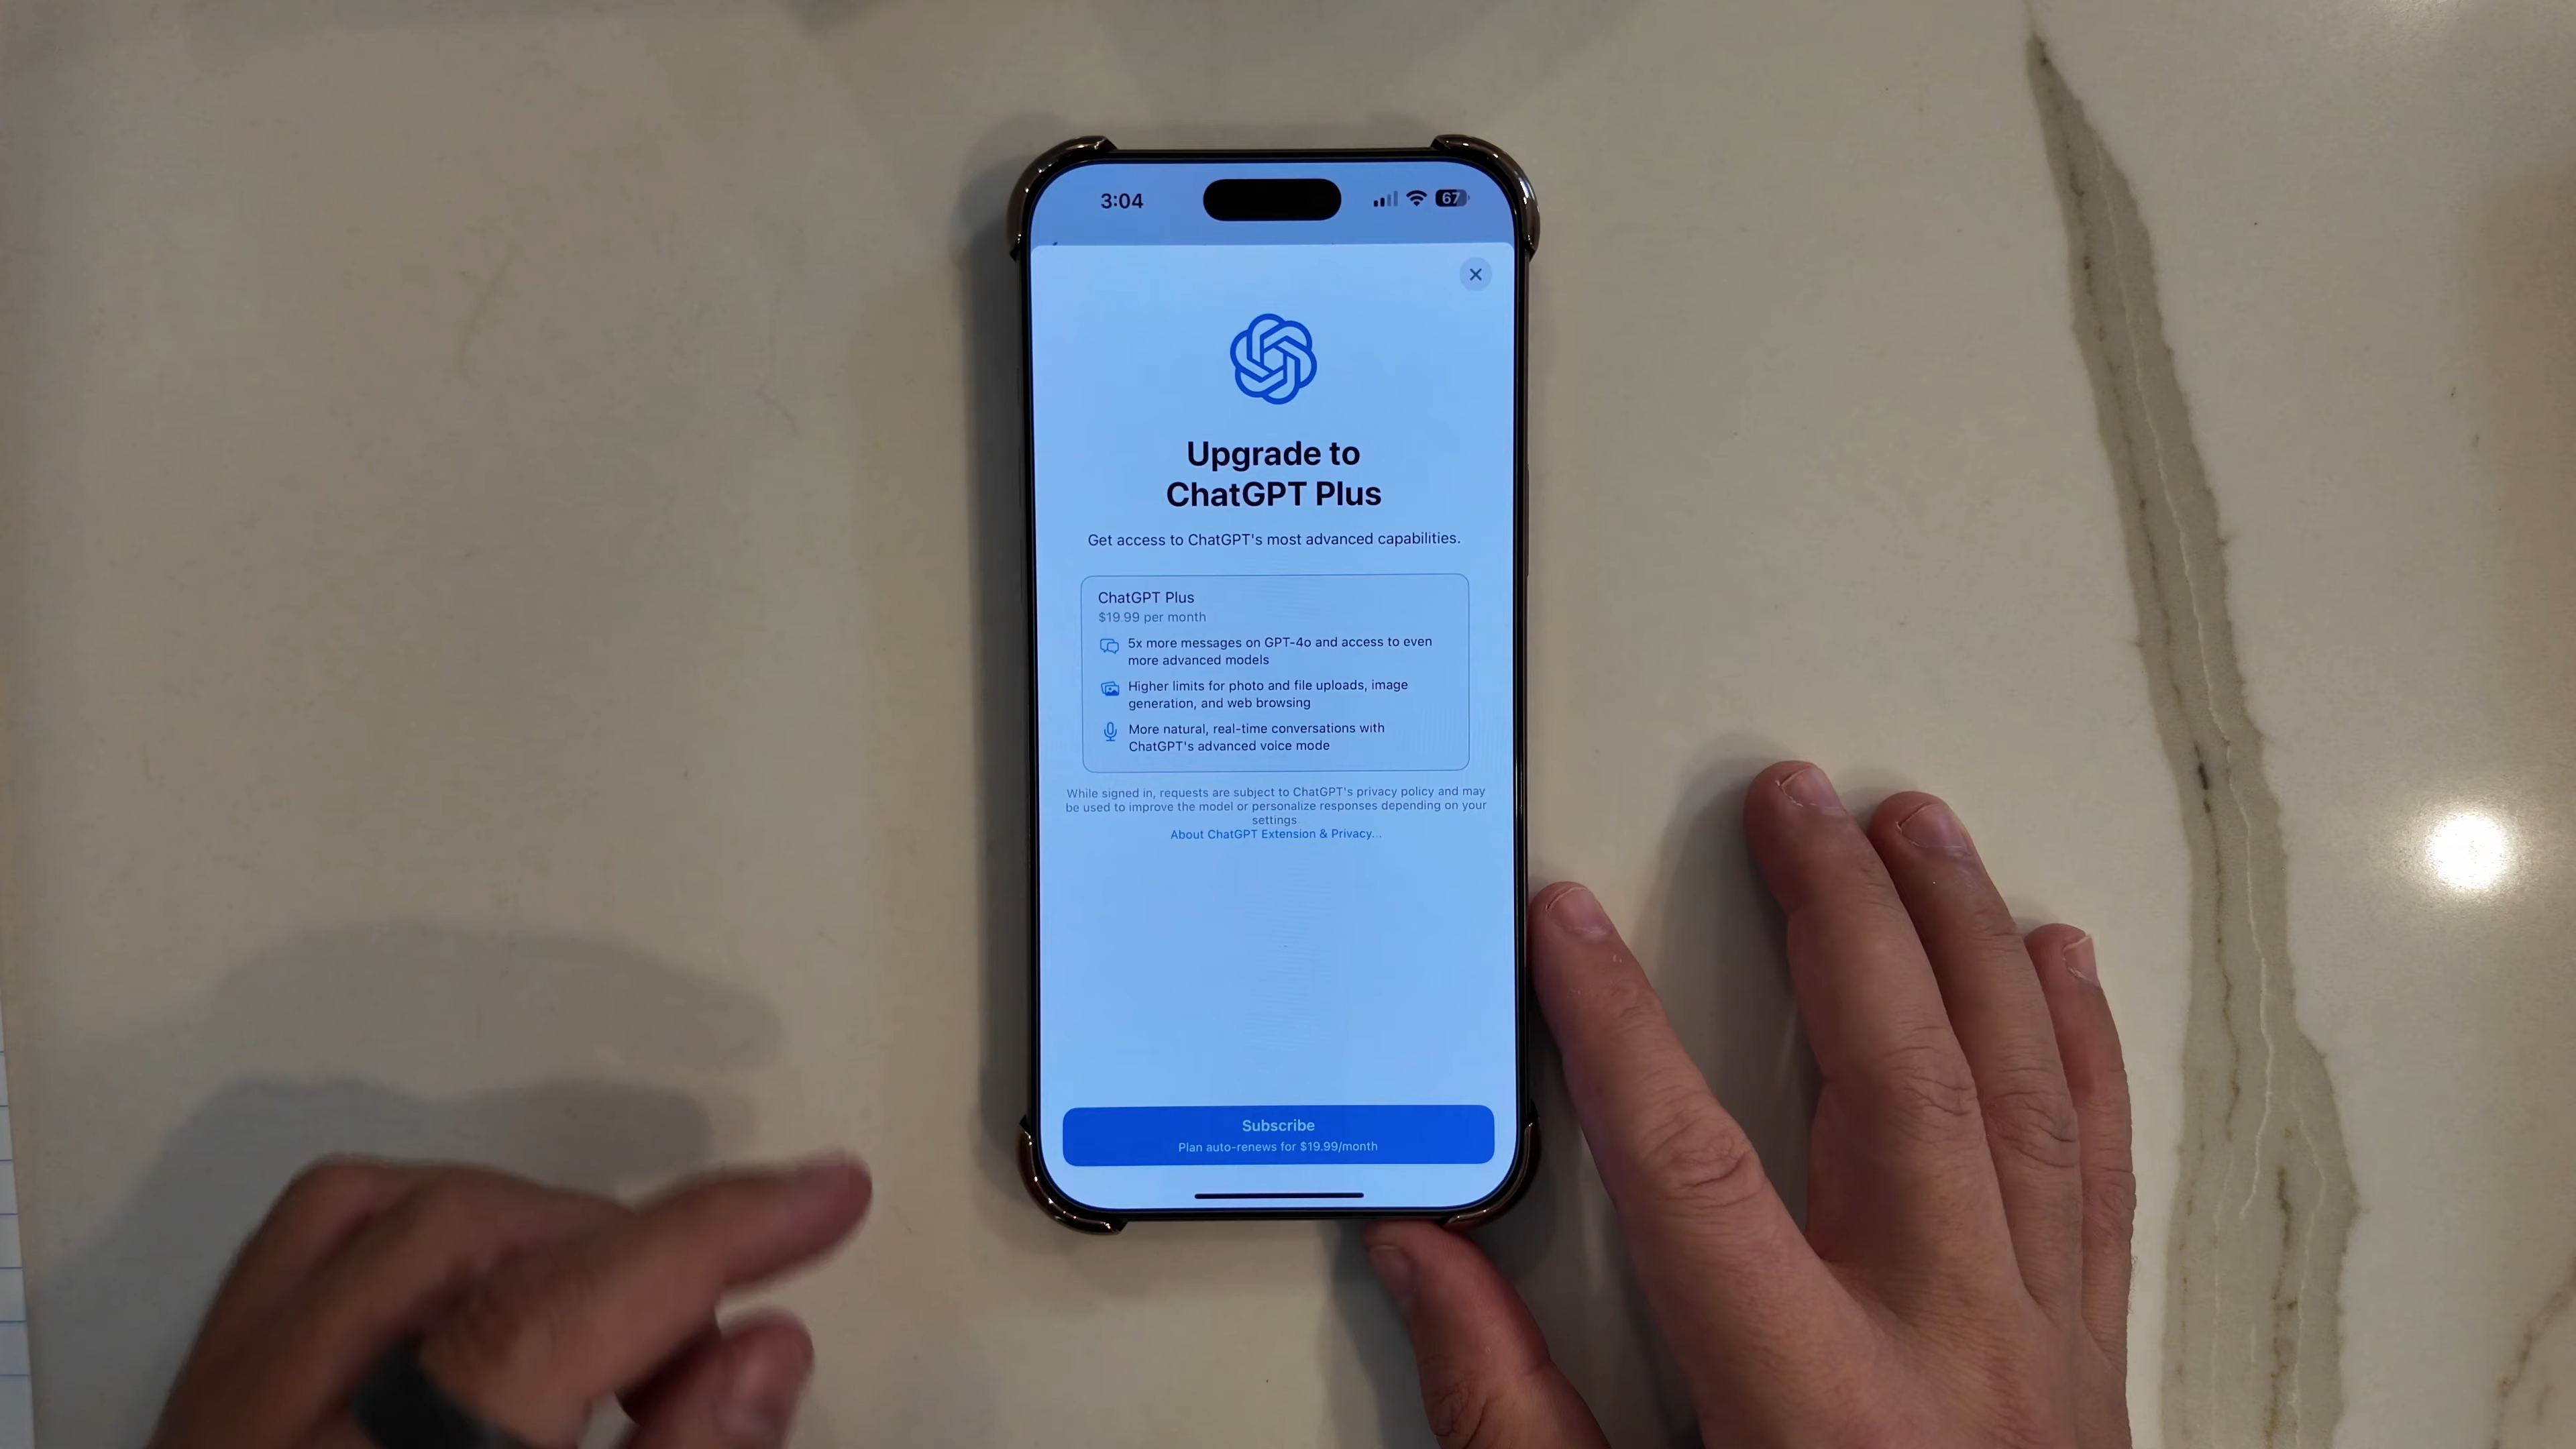 3:04
67
Upgrade to
ChatGPT Plus
Get access to ChatGPT's most advanced capabilities.
ChatGPT Plus
$19.99 per month
5x more messages on GPT-4o and access to even
more advanced models
Higher limits for photo and file uploads, image
generation, and web browsing
More natural, real-time conversations with
ChatGPT's advanced voice mode
While signed in, requests are subject to ChatGPT's privacy policy and may
be used to improve the model or personalize responses depending on your
settings
About ChatGPT Extension & Privacy...
Subscribe
Plan auto-renews for $19.99/month